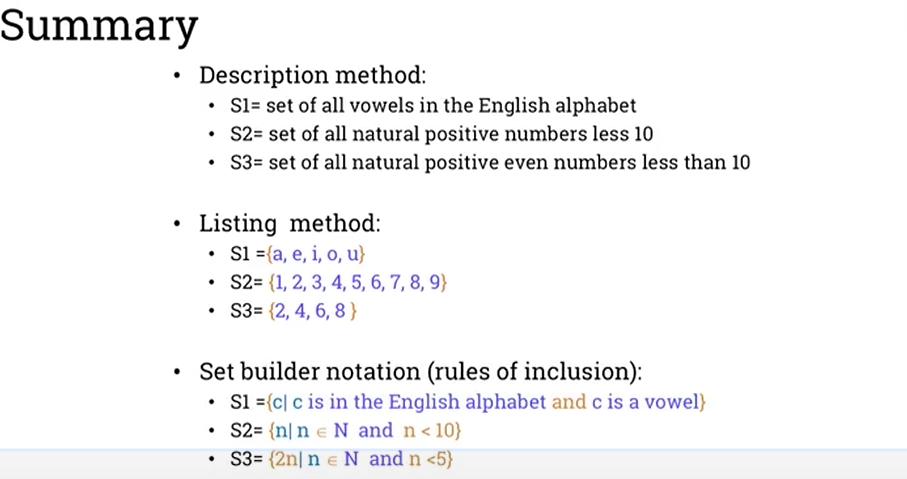 Summary
• Description method:
• S1= set of all vowels in the English alphabet
• S2= set of all natural positive numbers less 10
• S3= set of all natural positive even numbers less than 10
• Listing method:
• S1 ={a, e, i, o, u}
• S2= {1, 2, 3, 4, 5, 6, 7, 8, 9}
• S3= {2, 4, 6, 8 }
• Set builder notation (rules of inclusion):
• S1 ={c| c is in the English alphabet and c is a vowel}
• S2= {n| n ∈ N and n < 10}
• S3= {2n| n ∈ N and n <5}